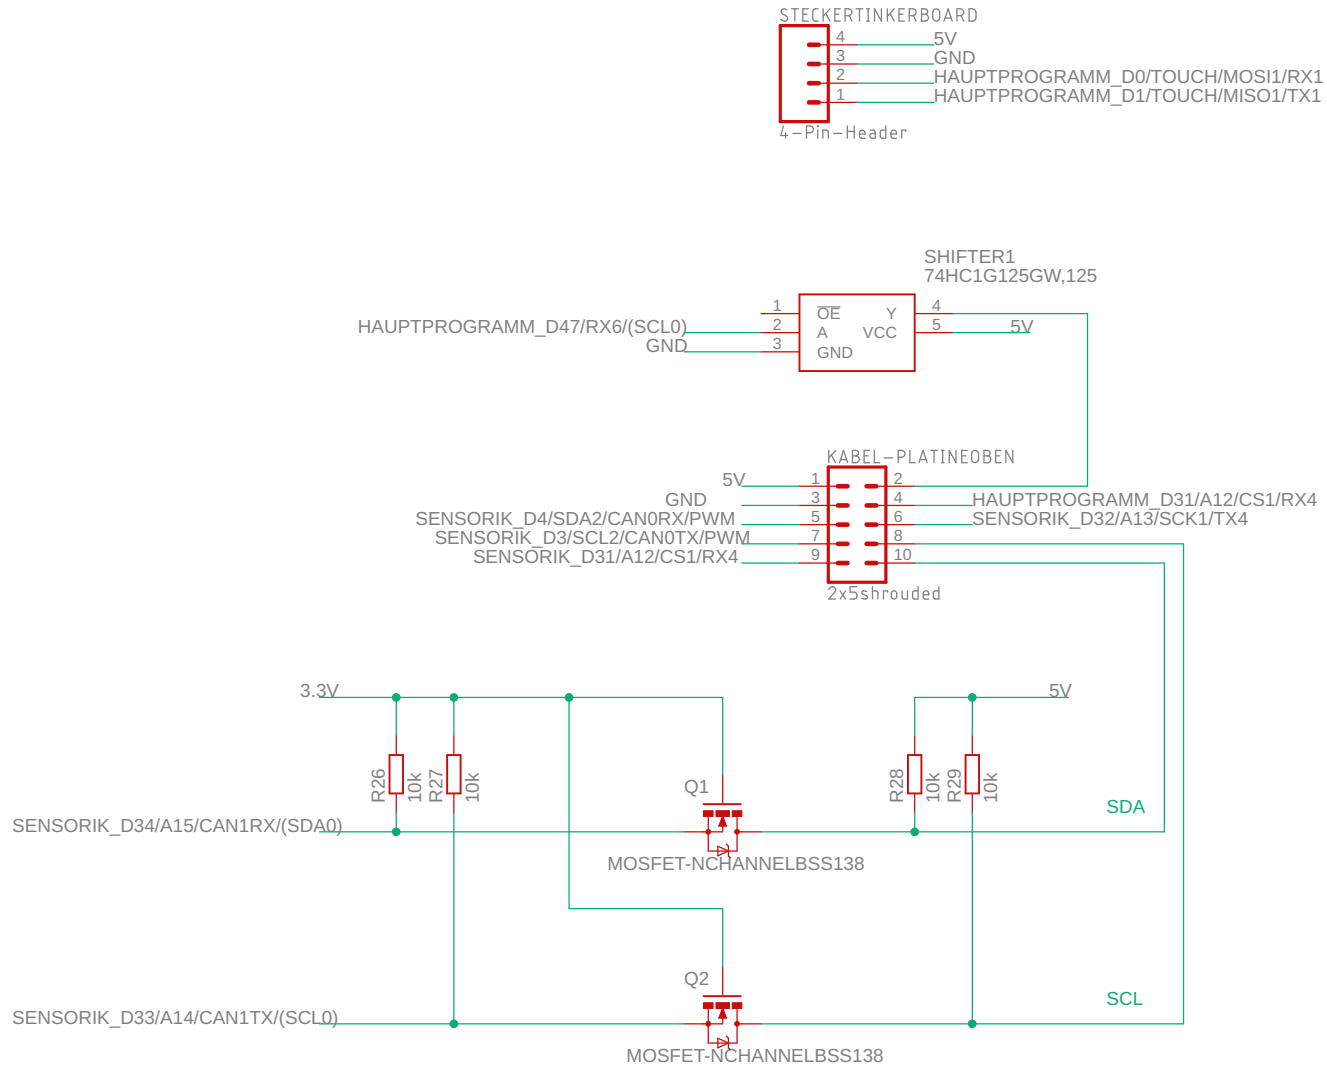 STECKERTINKERBOARD
4 5V
3 GND
2 HAUPTPROGRAMM_D0/TOUCH/MOSI1/RX1
1 HAUPTPROGRAMM_D1/TOUCH/MISO1/TX1
4-Pin-Header
SHIFTER1
74HC1G125GW,125
1 OE Y 4
HAUPTPROGRAMM_D47/RX6/(SCL0) 2 A VCC 5 5V
GND 3 GND
KABEL-PLATINEOBEN
5V 1 2
GND 3 4 HAUPTPROGRAMM_D31/A12/CS1/RX4
SENSORIK_D4/SDA2/CAN0RX/PWM 5 6 SENSORIK_D32/A13/SCK1/TX4
SENSORIK_D3/SCL2/CAN0TX/PWM 7 8
SENSORIK_D31/A12/CS1/RX4 9 10
2x5shrouded
3.3V 5V
R26 10k R27 10k Q1 R28 10k R29 10k
SDA
SENSORIK_D34/A15/CAN1RX/(SDA0)
MOSFET-NCHANNELBSS138
Q2
SCL
SENSORIK_D33/A14/CAN1TX/(SCL0)
MOSFET-NCHANNELBSS138